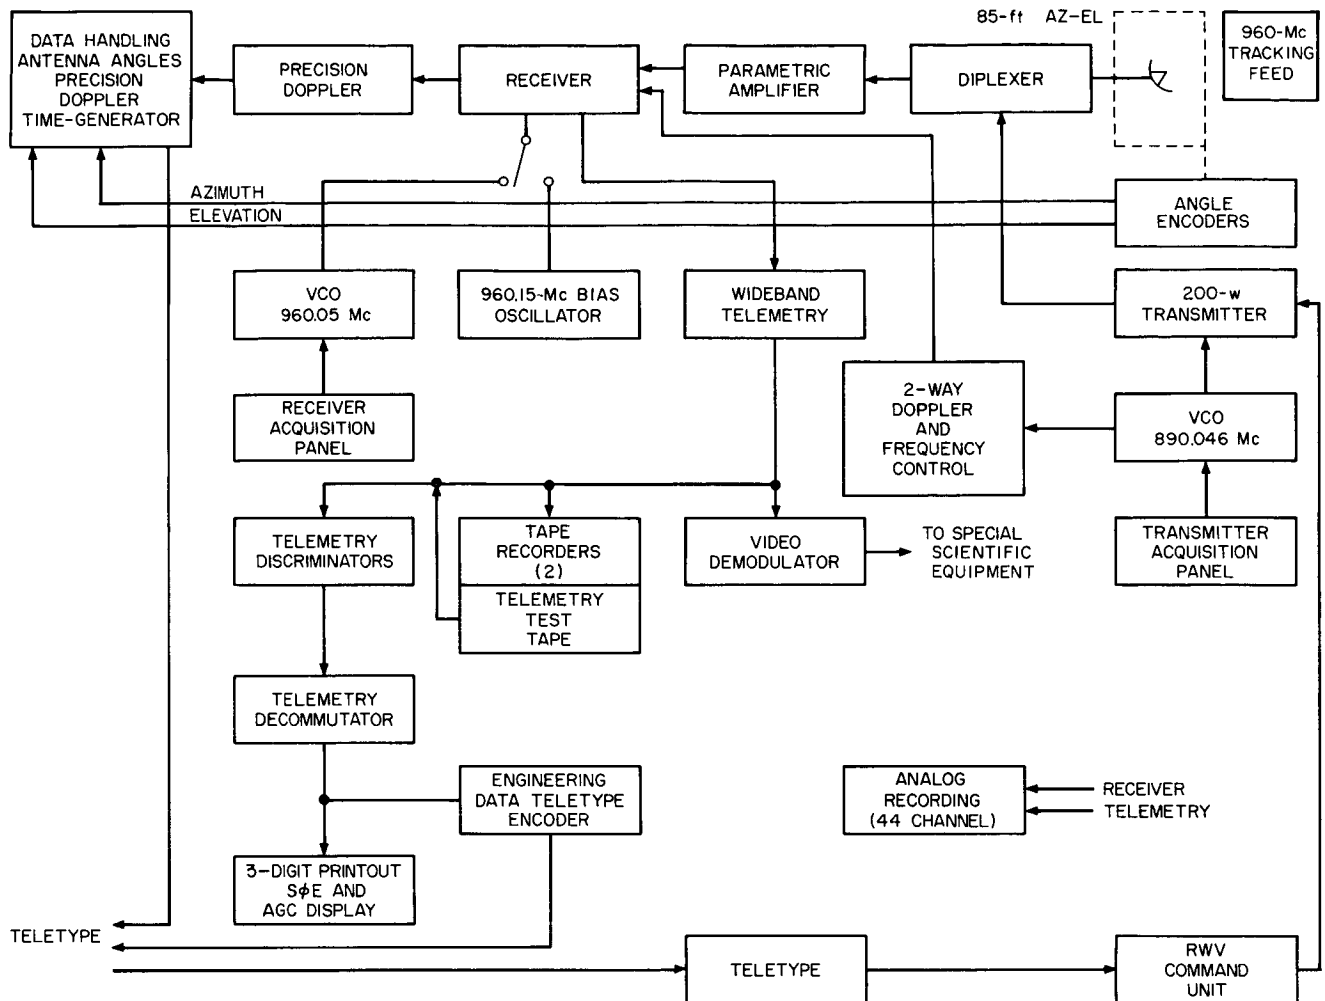 85-ft AZ-EL
DATA HANDLING
ANTENNA ANGLES
PRECISION
DOPPLER
TIME-GENERATOR
PRECISION
DOPPLER
RECEIVER
PARAMETRIC
AMPLIFIER
DIPLEXER
960-Mc
TRACKING
FEED
AZIMUTH
ELEVATION
ANGLE
ENCODERS
VCO
960.05 Mc
960.15-Mc BIAS
OSCILLATOR
WIDEBAND
TELEMETRY
200-w
TRANSMITTER
RECEIVER
ACQUISITION
PANEL
2-WAY
DOPPLER
AND
FREQUENCY
CONTROL
VCO
890.046 Mc
TELEMETRY
DISCRIMINATORS
TAPE
RECORDERS
(2)
TELEMETRY
TEST
TAPE
VIDEO
DEMODULATOR
TO SPECIAL
SCIENTIFIC
EQUIPMENT
TRANSMITTER
ACQUISITION
PANEL
TELEMETRY
DECOMMUTATOR
ENGINEERING
DATA TELETYPE
ENCODER
ANALOG
RECORDING
(44 CHANNEL)
RECEIVER
TELEMETRY
3-DIGIT PRINTOUT
SϕE AND
AGC DISPLAY
TELETYPE
TELETYPE
RWV
COMMAND
UNIT